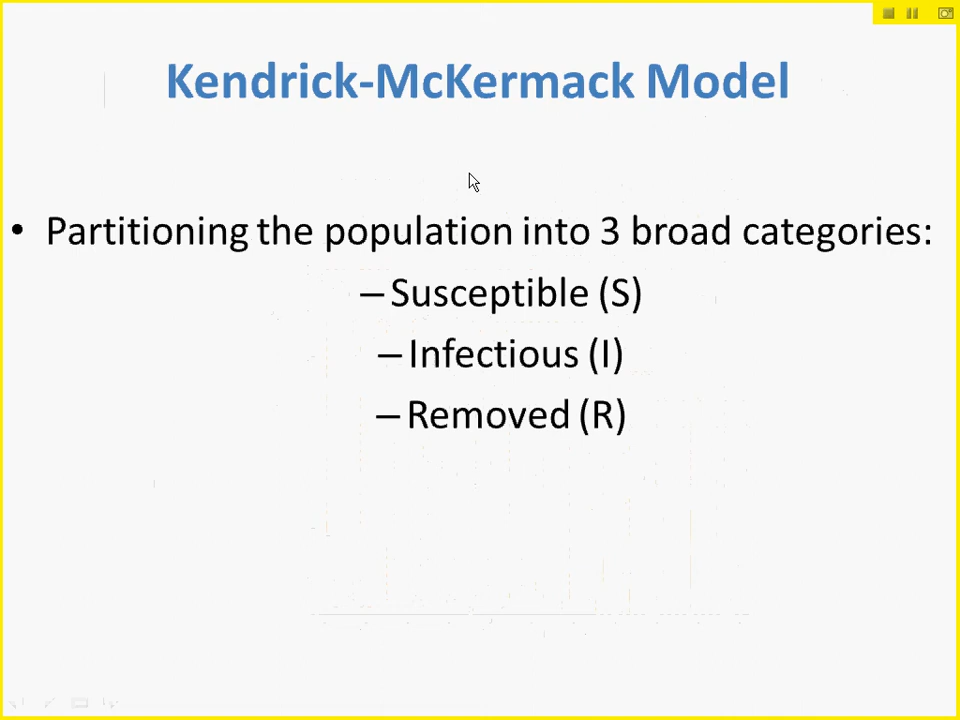 Kendrick-McKermack Model
• Partitioning the population into 3 broad categories:
– Susceptible (S)
– Infectious (I)
– Removed (R)